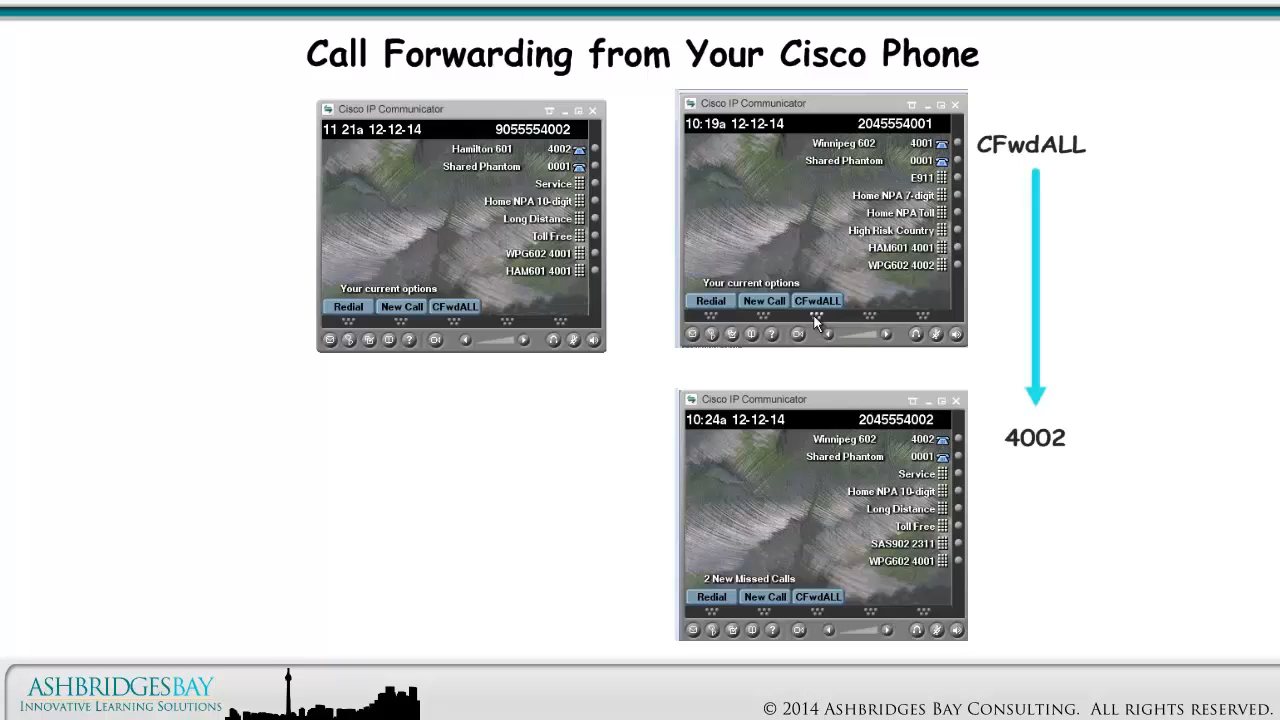 Call Forwarding from Your Cisco Phone
Cisco IP Communicator
11 21a 12-12-14 9055554002
Hamilton 601 4002
Shared Phantom 0001
Service
Home NPA 10-digit
Long Distance
Toll Free
WPG602 4001
HAM601 4001
Your current options
Redial New Call CFwdALL
Cisco IP Communicator
10:19a 12-12-14 2045554001
Winnipeg 602 4001
Shared Phantom 0001
E911
Home NPA 7-digit
Home NPA Toll
High Risk Country
HAM601 4001
WPG602 4002
Your current options
Redial New Call CFwdALL
CFwdALL
4002
Cisco IP Communicator
10:24a 12-12-14 2045554002
Winnipeg 602 4002
Shared Phantom 0001
Service
Home NPA 10-digit
Long Distance
Toll Free
SAS902 2311
WPG602 4001
2 New Missed Calls
Redial New Call CFwdALL
ASHBRIDGESBAY
INNOVATIVE LEARNING SOLUTIONS
© 2014 ASHBRIDGES BAY CONSULTING. ALL RIGHTS RESERVED.